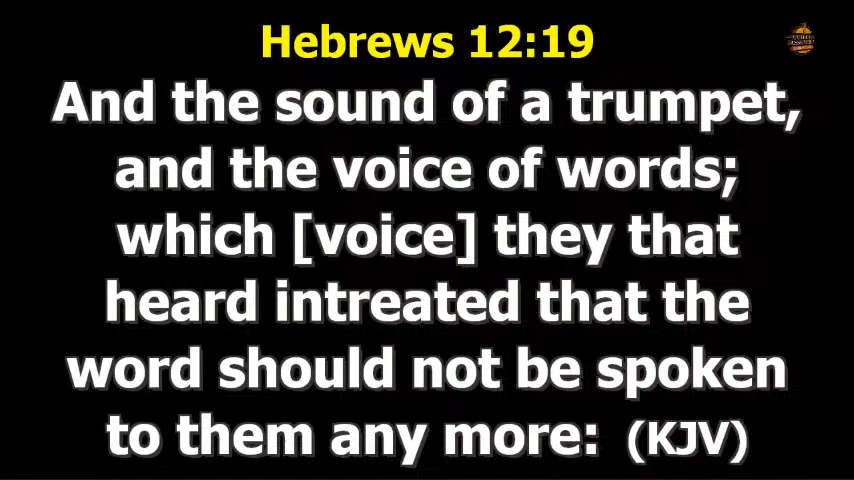 Hebrews 12:19
And the sound of a trumpet,
and the voice of words;
which [voice] they that
heard intreated that the
word should not be spoken
to them any more: (KJV)